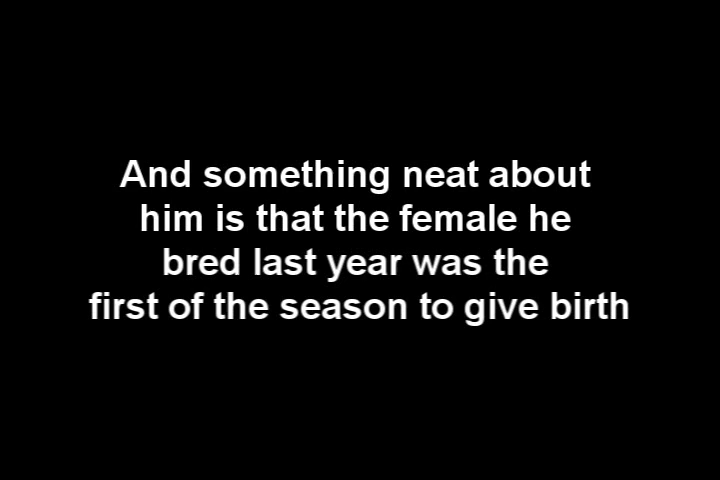 And something neat about
him is that the female he
bred last year was the
first of the season to give birth